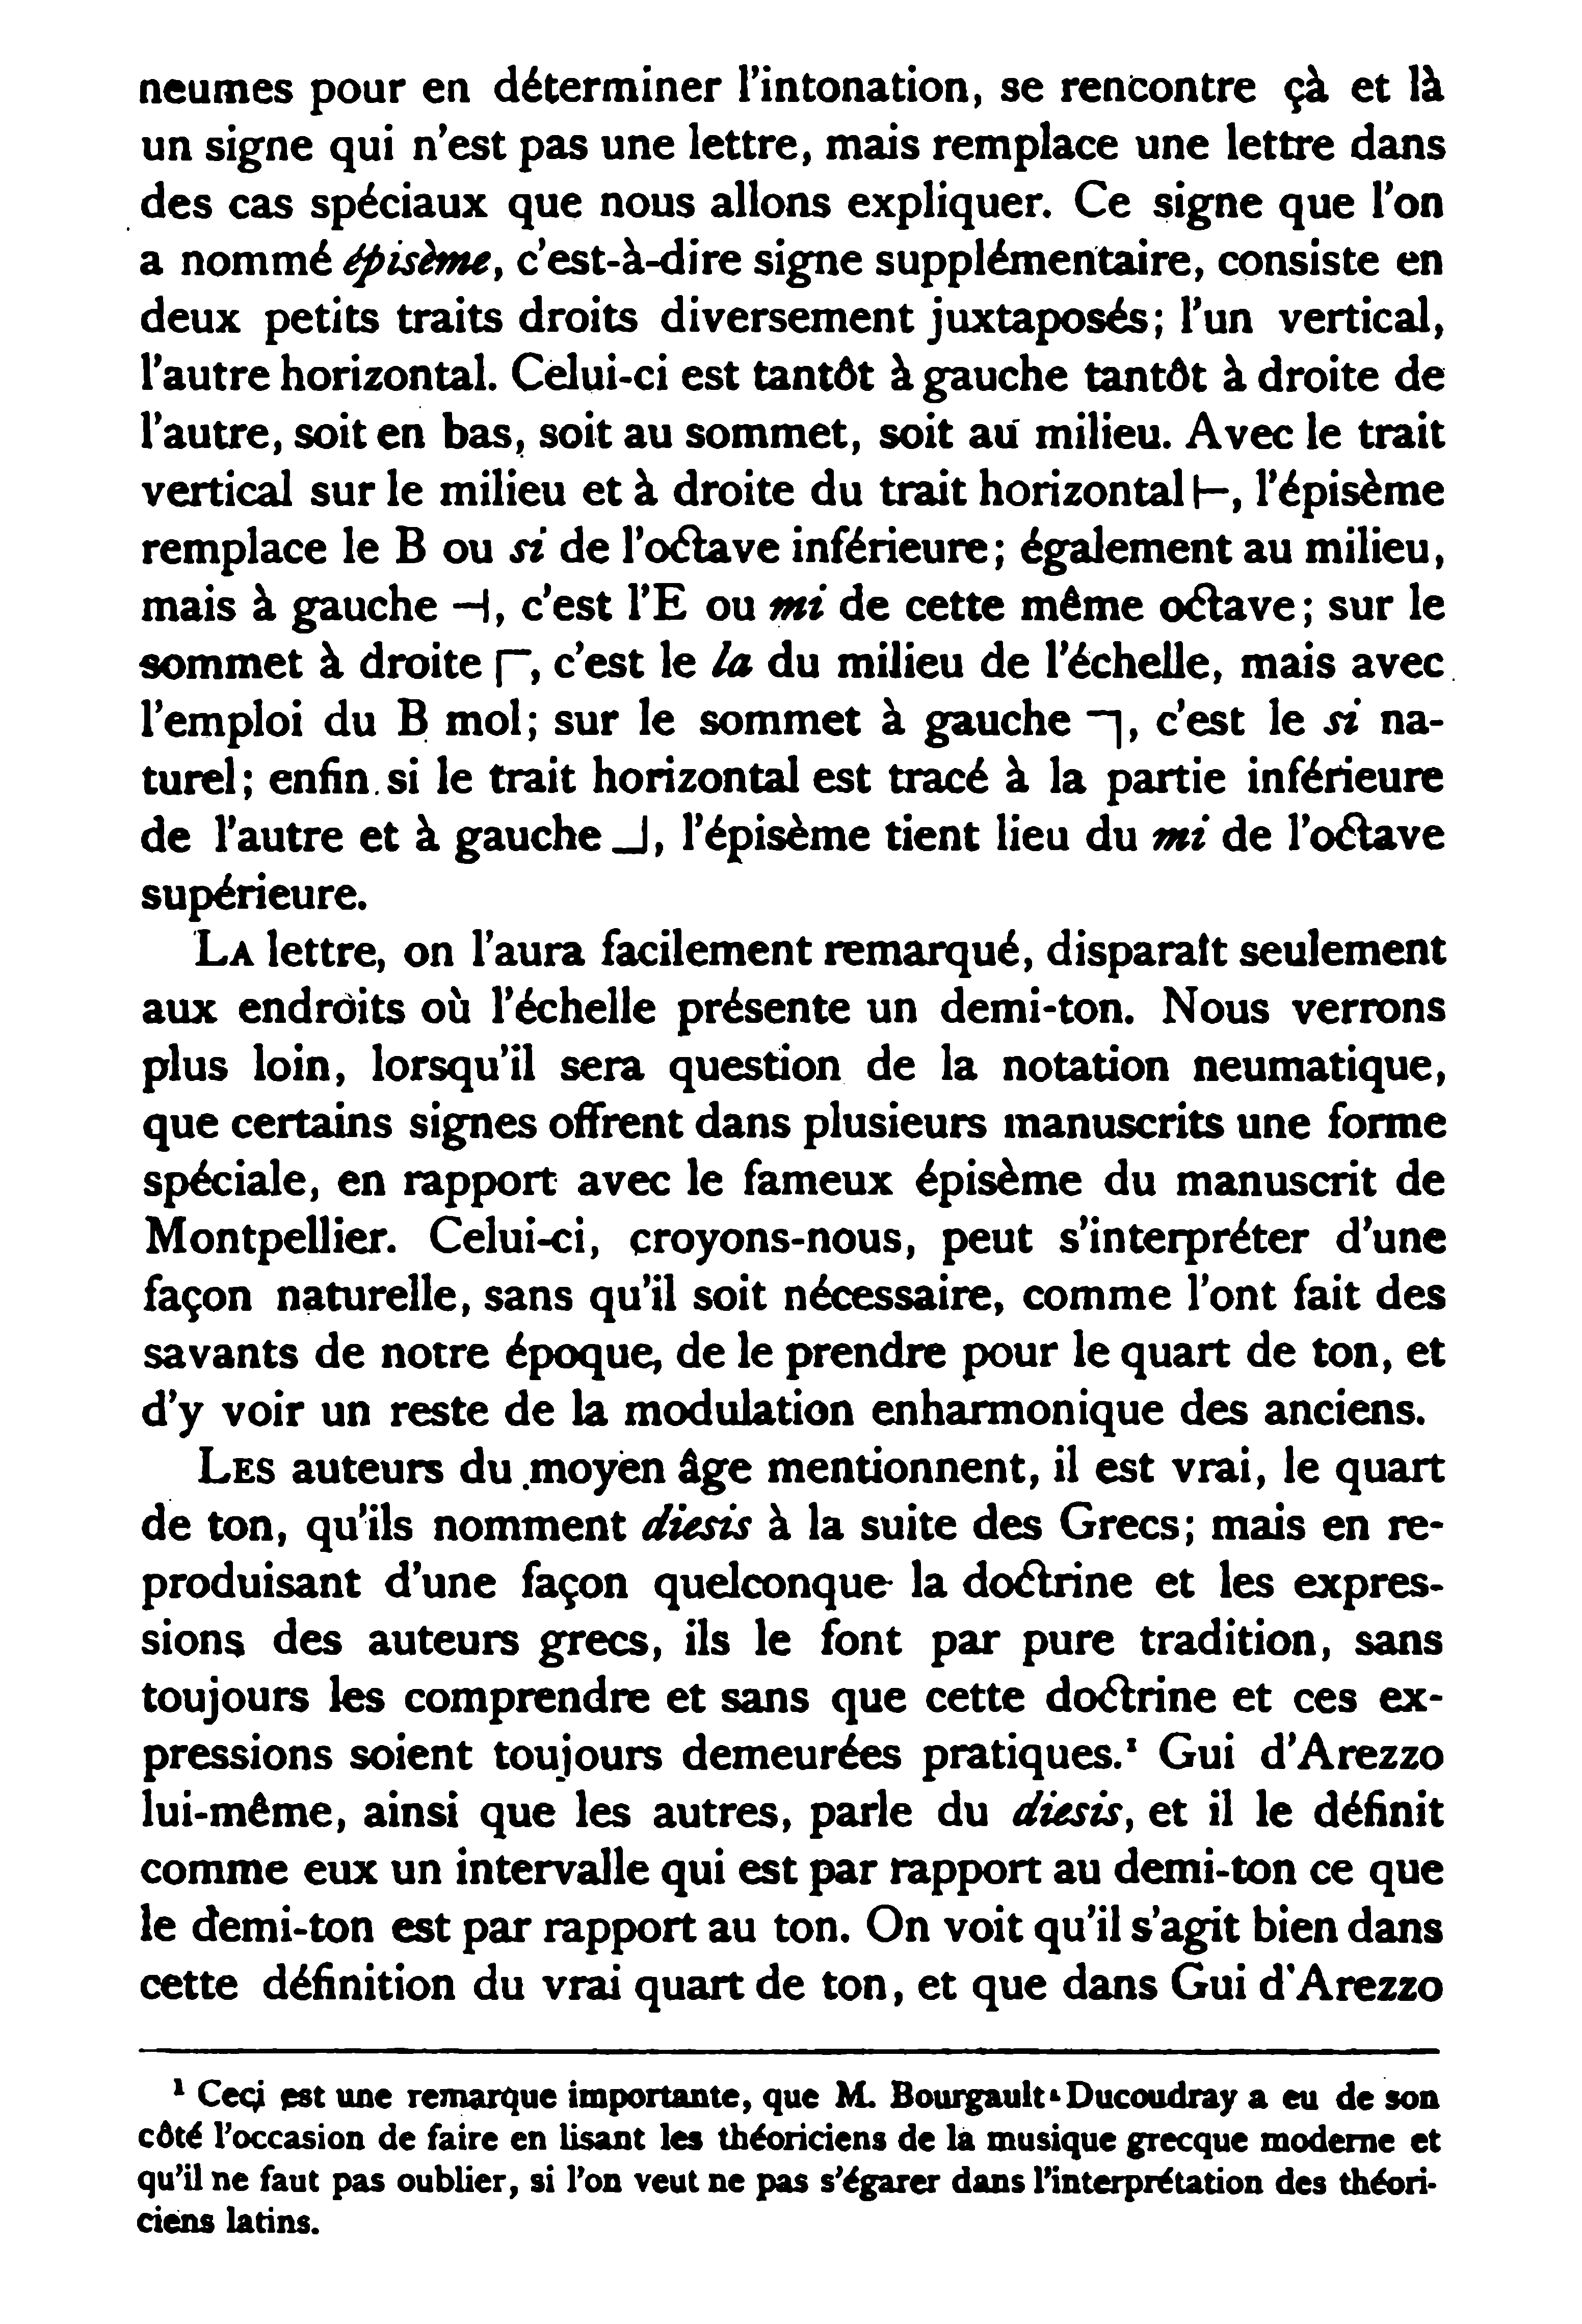 neumes pour en déterminer l'intonation, se rencontre çà et là
un signe qui n'est pas une lettre, mais remplace une lettre dans
des cas spéciaux que nous allons expliquer. Ce signe que l'on
a nommé épisème, c'est-à-dire signe supplémentaire, consiste en
deux petits traits droits diversement juxtaposés; l'un vertical,
l'autre horizontal. Celui-ci est tantôt à gauche tantôt à droite de
l'autre, soit en bas, soit au sommet, soit au milieu. Avec le trait
vertical sur le milieu et à droite du trait horizontal ⊢, l'épisème
remplace le B ou si de l'octave inférieure; également au milieu,
mais à gauche ⊣, c'est l'E ou mi de cette même octave; sur le
sommet à droite ┌, c'est le la du milieu de l'échelle, mais avec
l'emploi du B mol; sur le sommet à gauche ┐, c'est le si na-
turel; enfin si le trait horizontal est tracé à la partie inférieure
de l'autre et à gauche ┘, l'épisème tient lieu du mi de l'octave
supérieure.
LA lettre, on l'aura facilement remarqué, disparaît seulement
aux endroits où l'échelle présente un demi-ton. Nous verrons
plus loin, lorsqu'il sera question de la notation neumatique,
que certains signes offrent dans plusieurs manuscrits une forme
spéciale, en rapport avec le fameux épisème du manuscrit de
Montpellier. Celui-ci, croyons-nous, peut s'interpréter d'une
façon naturelle, sans qu'il soit nécessaire, comme l'ont fait des
savants de notre époque, de le prendre pour le quart de ton, et
d'y voir un reste de la modulation enharmonique des anciens.
LES auteurs du moyen âge mentionnent, il est vrai, le quart
de ton, qu'ils nomment diesis à la suite des Grecs; mais en re-
produisant d'une façon quelconque la doctrine et les expres-
sions des auteurs grecs, ils le font par pure tradition, sans
toujours les comprendre et sans que cette doctrine et ces ex-
pressions soient toujours demeurées pratiques.¹ Gui d'Arezzo
lui-même, ainsi que les autres, parle du diesis, et il le définit
comme eux un intervalle qui est par rapport au demi-ton ce que
le demi-ton est par rapport au ton. On voit qu'il s'agit bien dans
cette définition du vrai quart de ton, et que dans Gui d'Arezzo
¹ Ceci est une remarque importante, que M. Bourgault-Ducoudray a eu de son
côté l'occasion de faire en lisant les théoriciens de la musique grecque moderne et
qu'il ne faut pas oublier, si l'on veut ne pas s'égarer dans l'interprétation des théori-
ciens latins.